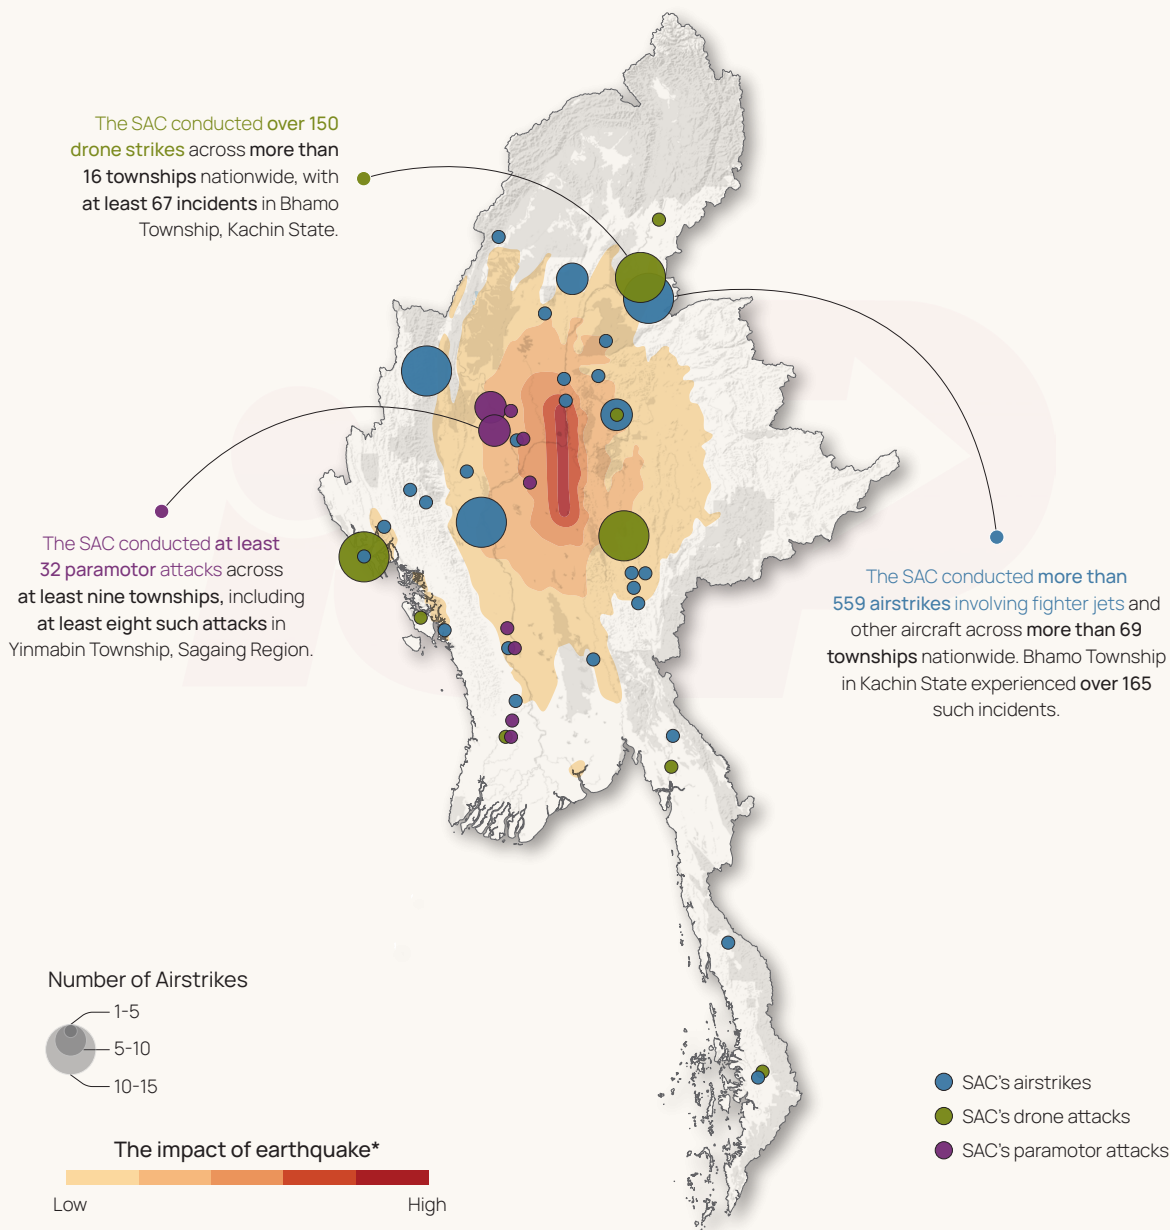 The SAC conducted over 150
drone strikes across more than
16 townships nationwide, with
at least 67 incidents in Bhamo
Township, Kachin State.
The SAC conducted at least
32 paramotor attacks across
at least nine townships, including
at least eight such attacks in
Yinmabin Township, Sagaing Region.
The SAC conducted more than
559 airstrikes involving fighter jets and
other aircraft across more than 69
townships nationwide. Bhamo Township
in Kachin State experienced over 165
such incidents.
Number of Airstrikes
1-5
5-10
10-15
The impact of earthquake*
Low
High
SAC's airstrikes
SAC's drone attacks
SAC's paramotor attacks